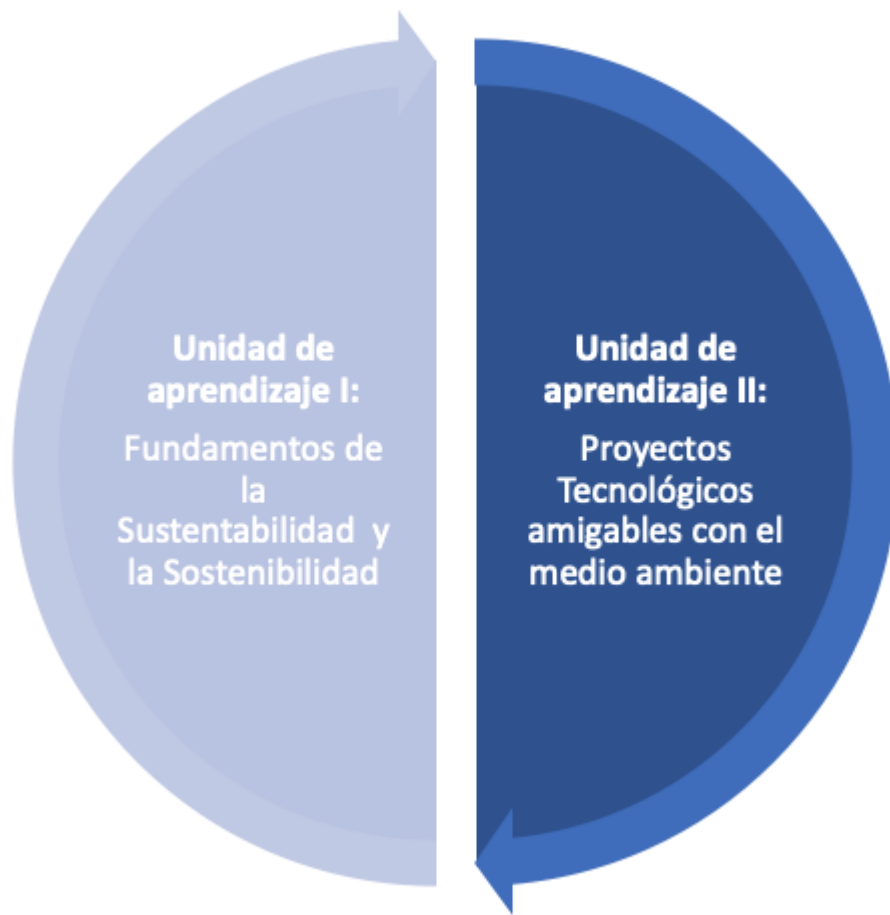 Unidad de
aprendizaje I:
Fundamentos de
la
Sustentabilidad y
la Sostenibilidad
Unidad de
aprendizaje II:
Proyectos
Tecnológicos
amigables con el
medio ambiente